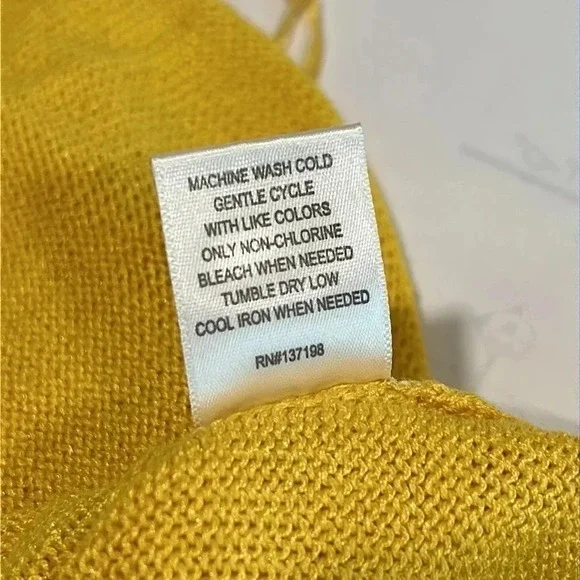 MACHINE WASH COLD
GENTLE CYCLE
WITH LIKE COLORS
ONLY NON-CHLORINE
BLEACH WHEN NEEDED
TUMBLE DRY LOW
COOL IRON WHEN NEEDED
RN#137198